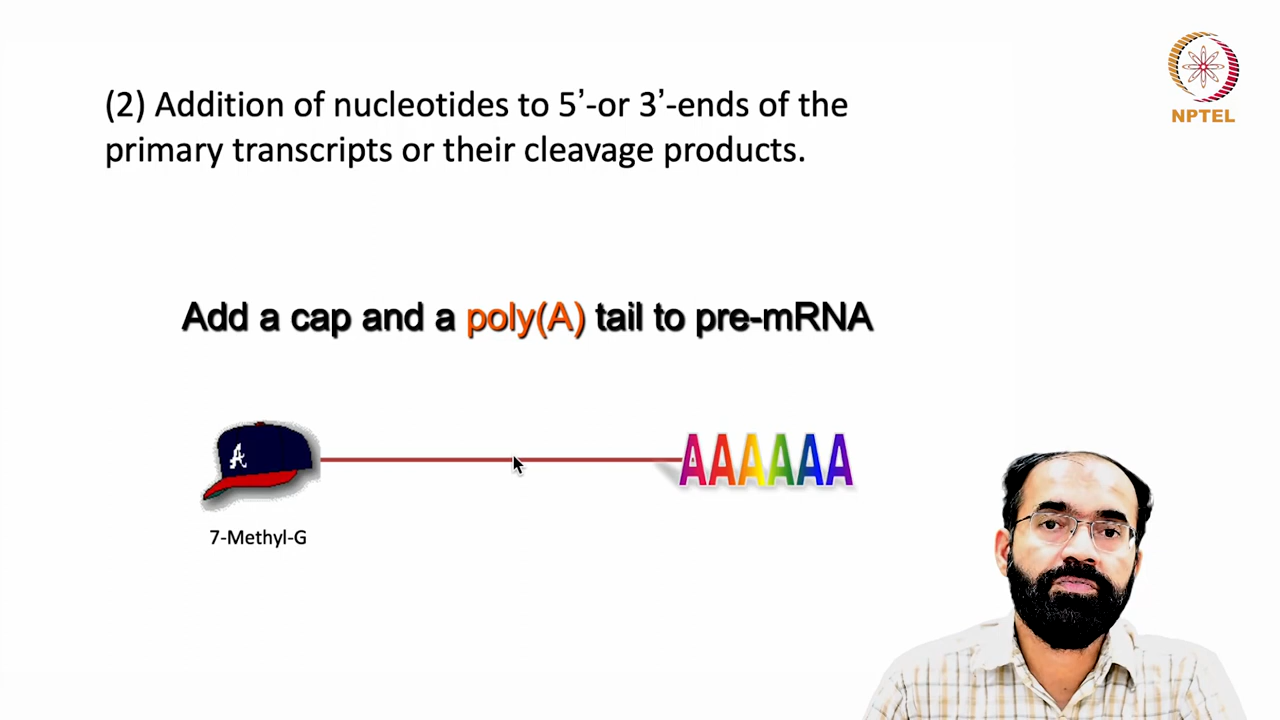 NPTEL
(2) Addition of nucleotides to 5’-or 3’-ends of the
primary transcripts or their cleavage products.
Add a cap and a poly(A) tail to pre-mRNA
A
AAAAAA
7-Methyl-G